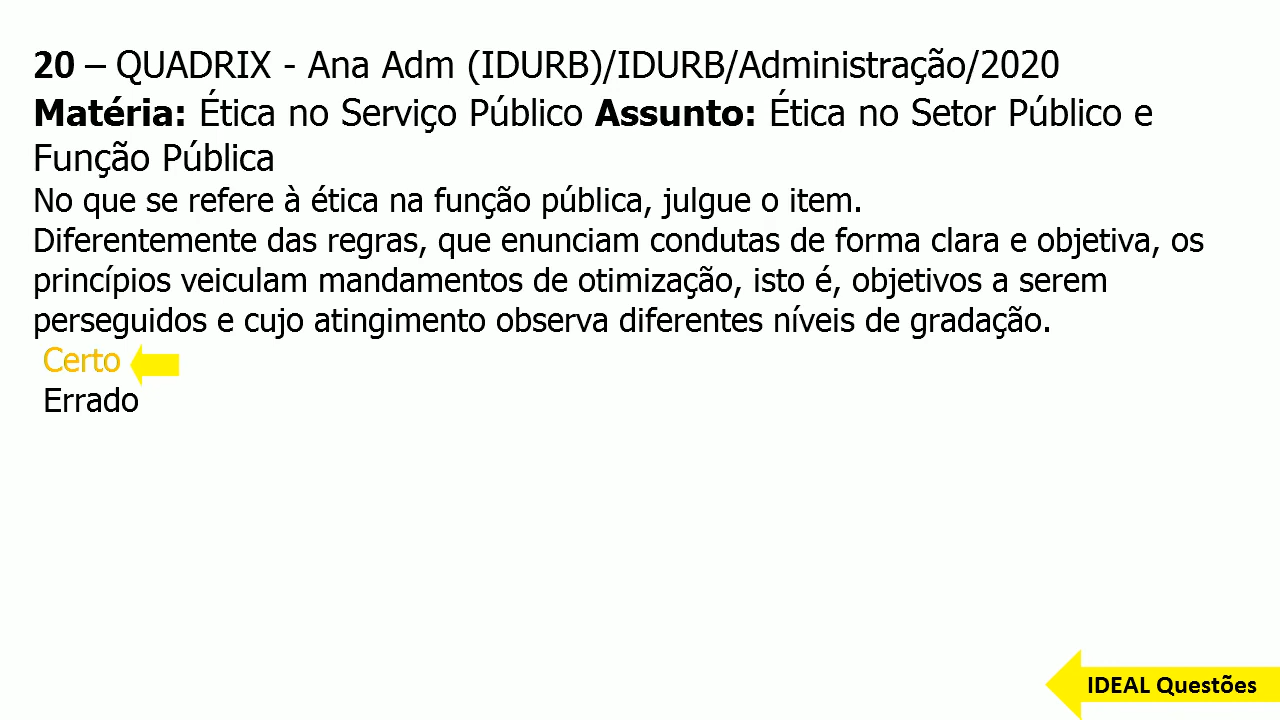 20 – QUADRIX - Ana Adm (IDURB)/IDURB/Administração/2020
Matéria: Ética no Serviço Público Assunto: Ética no Setor Público e
Função Pública
No que se refere à ética na função pública, julgue o item.
Diferentemente das regras, que enunciam condutas de forma clara e objetiva, os
princípios veiculam mandamentos de otimização, isto é, objetivos a serem
perseguidos e cujo atingimento observa diferentes níveis de gradação.
Certo
Errado
IDEAL Questões